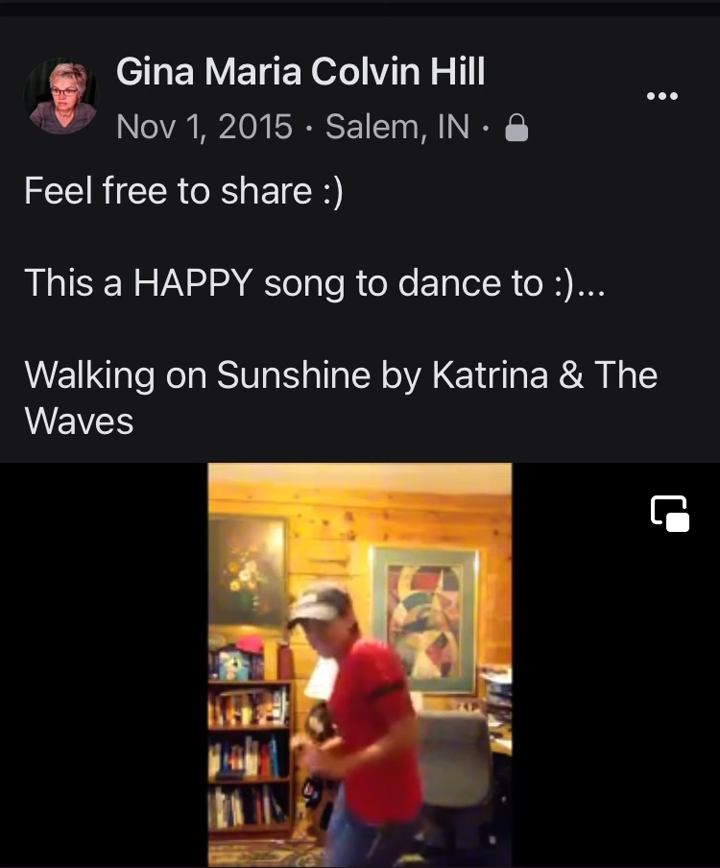 Gina Maria Colvin Hill
Nov 1, 2015 · Salem, IN ·
Feel free to share :)
This a HAPPY song to dance to :)...
Walking on Sunshine by Katrina & The
Waves